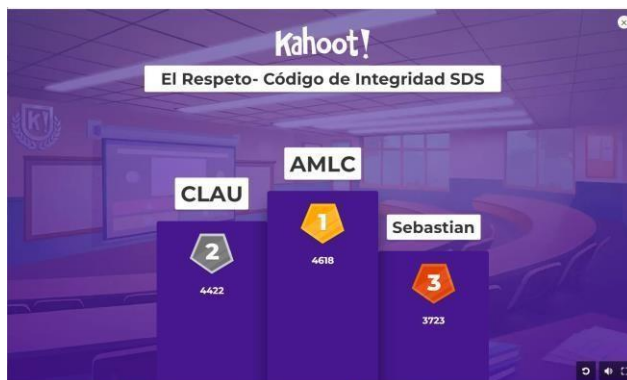 Kahoot!
El Respeto- Código de Integridad SDS
K!
AMLC
CLAU
Sebastian
1
2
3
4618
4422
3723